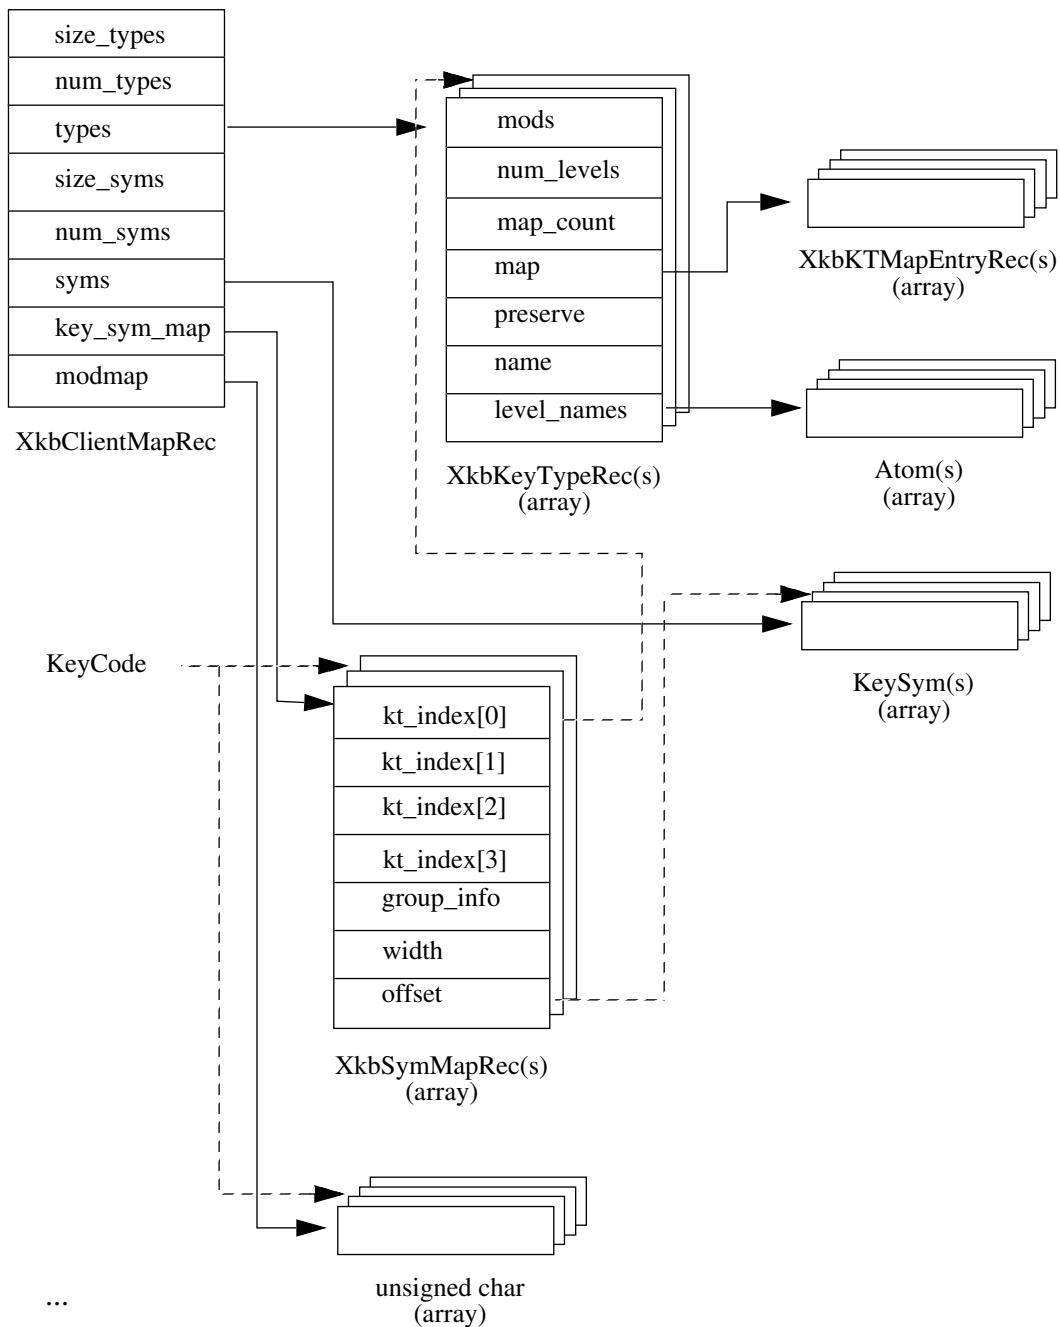 size_types
num_types
types
size_syms
num_syms
syms
key_sym_map
modmap
XkbClientMapRec
mods
num_levels
map_count
map
preserve
name
level_names
XkbKeyTypeRec(s)
(array)
XkbKTMapEntryRec(s)
(array)
Atom(s)
(array)
KeySym(s)
(array)
KeyCode
kt_index[0]
kt_index[1]
kt_index[2]
kt_index[3]
group_info
width
offset
XkbSymMapRec(s)
(array)
unsigned char
(array)
...